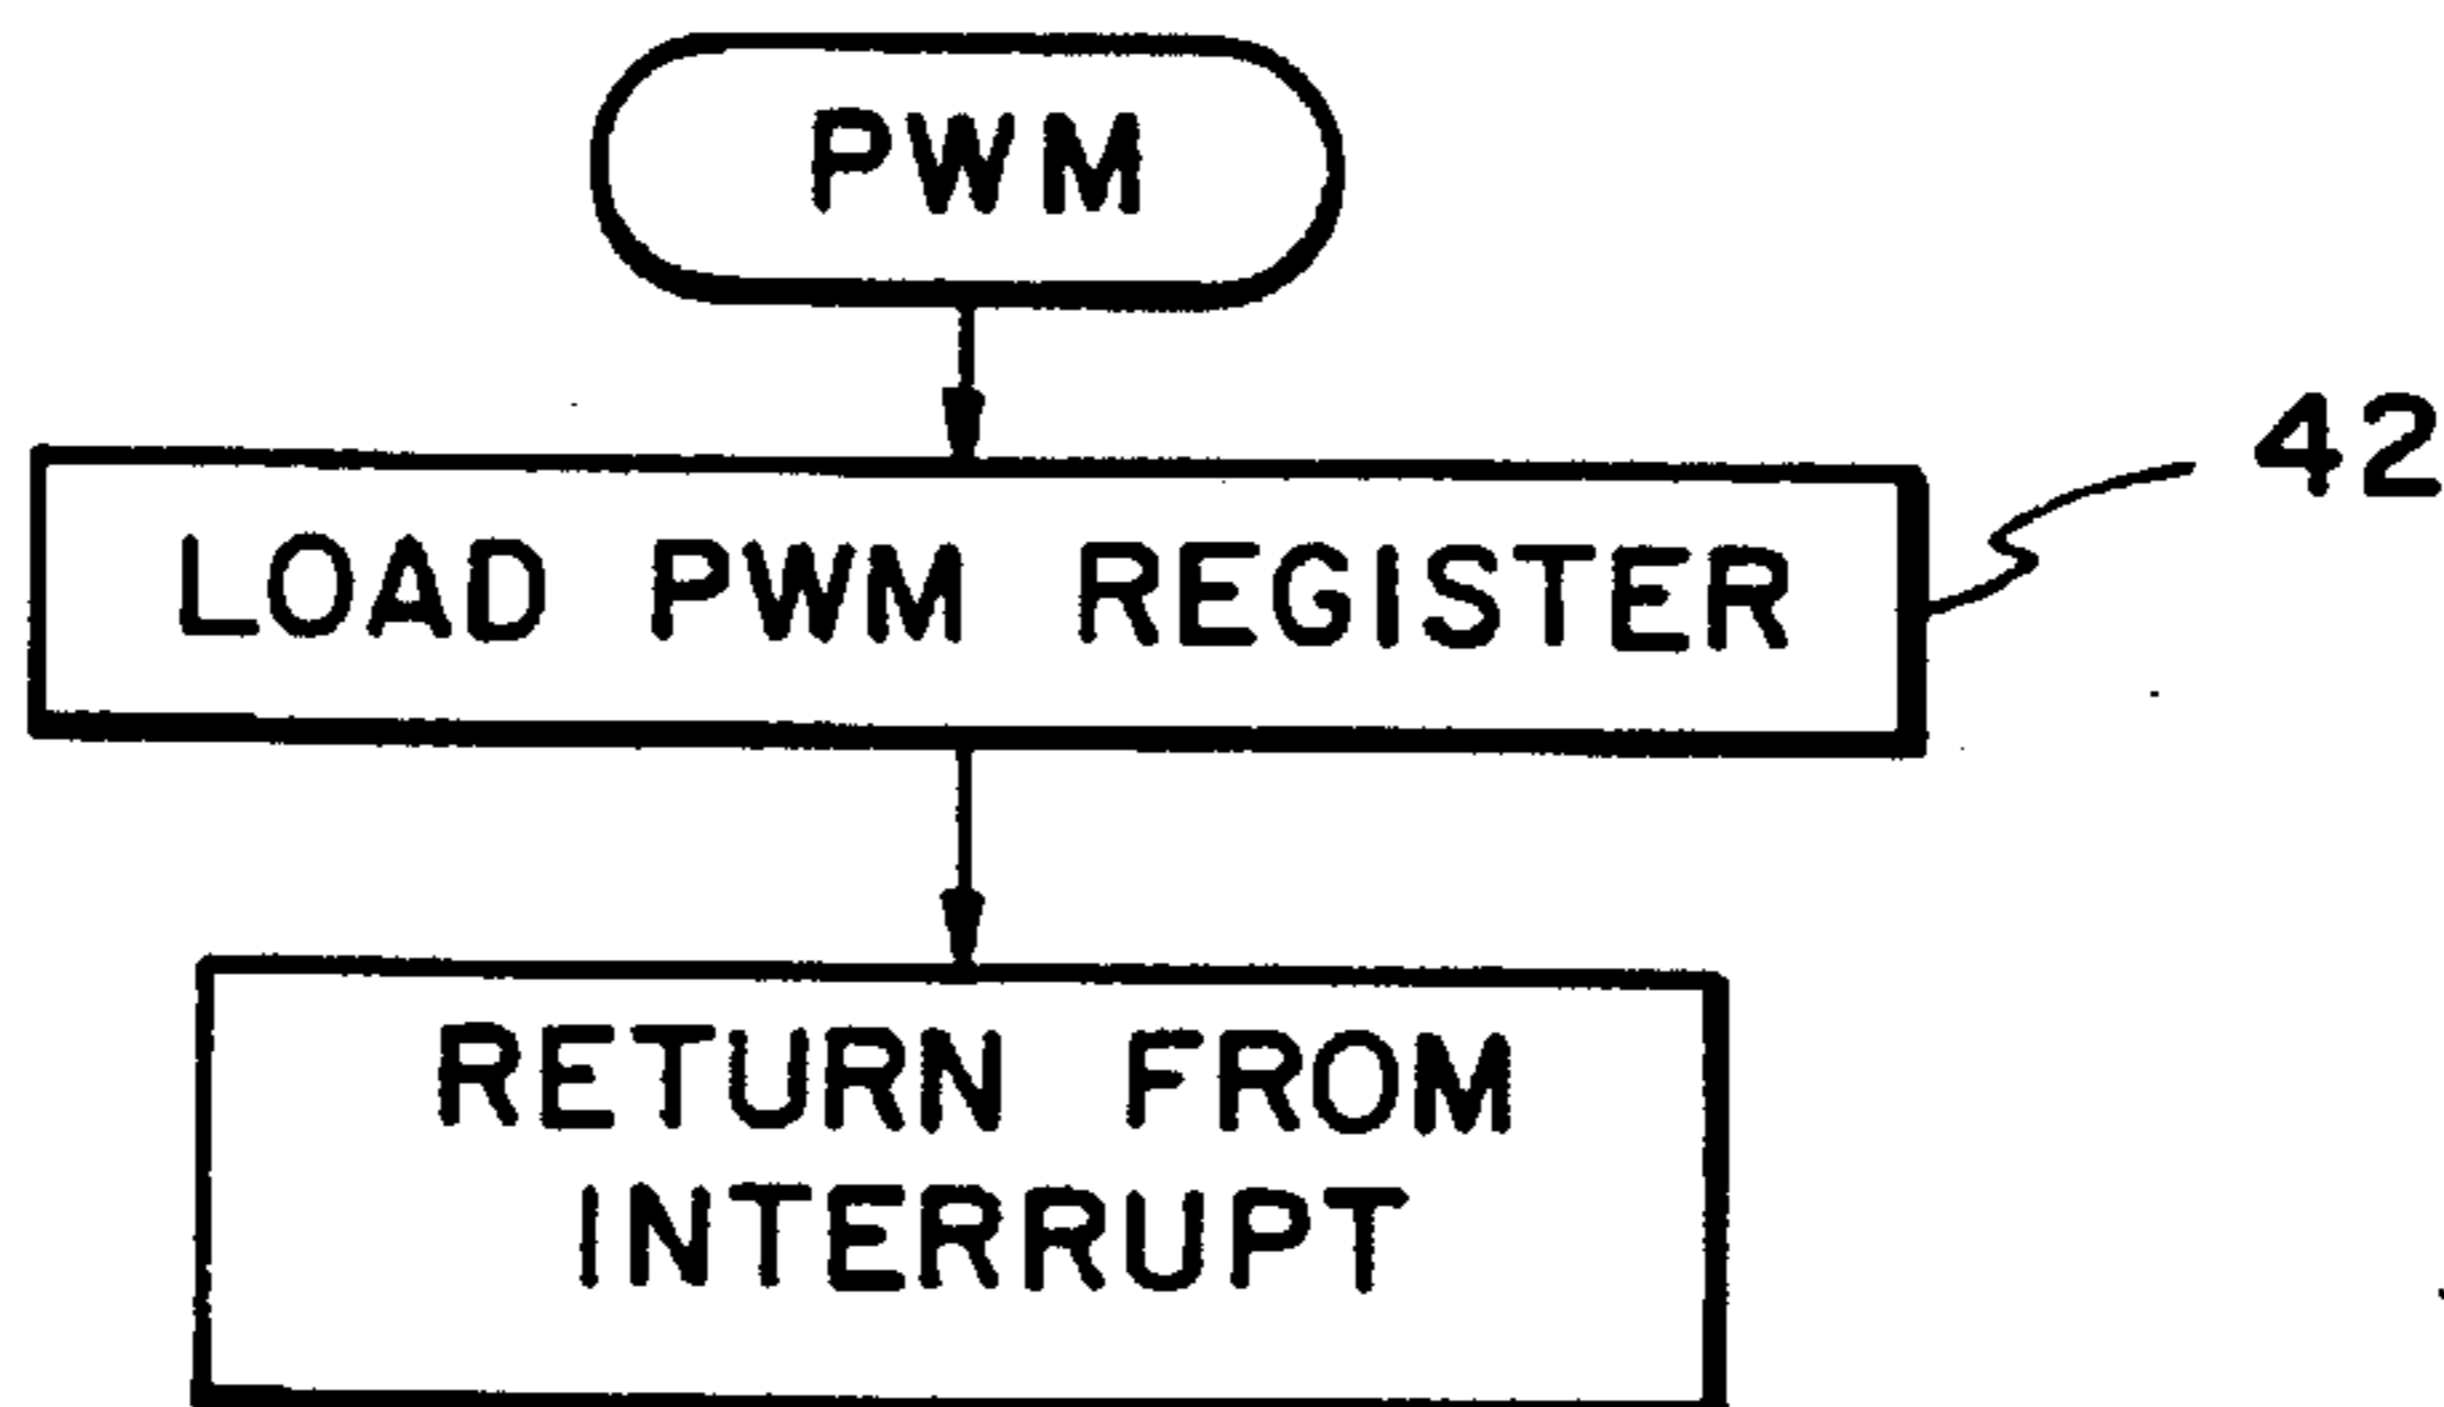 PWM
42
LOAD PWM REGISTER
RETURN FROM
INTERRUPT